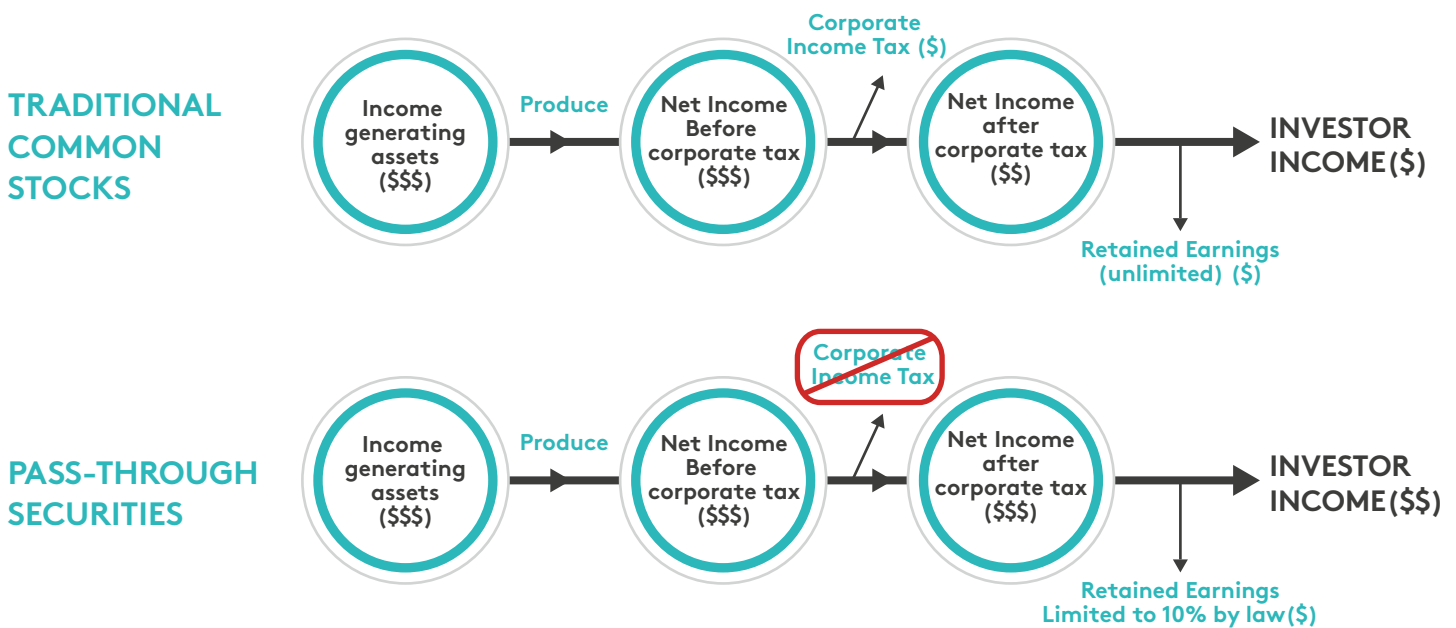 TRADITIONAL
COMMON
STOCKS
Income
generating
assets
($$$)
Produce
Net Income
Before
corporate tax
($$$)
Corporate
Income Tax ($)
Net Income
after
corporate tax
($$)
INVESTOR
INCOME($)
Retained Earnings
(unlimited) ($)
PASS-THROUGH
SECURITIES
Income
generating
assets
($$$)
Produce
Net Income
Before
corporate tax
($$$)
Corporate
Income Tax
Net Income
after
corporate tax
($$$)
INVESTOR
INCOME($$)
Retained Earnings
Limited to 10% by law($)